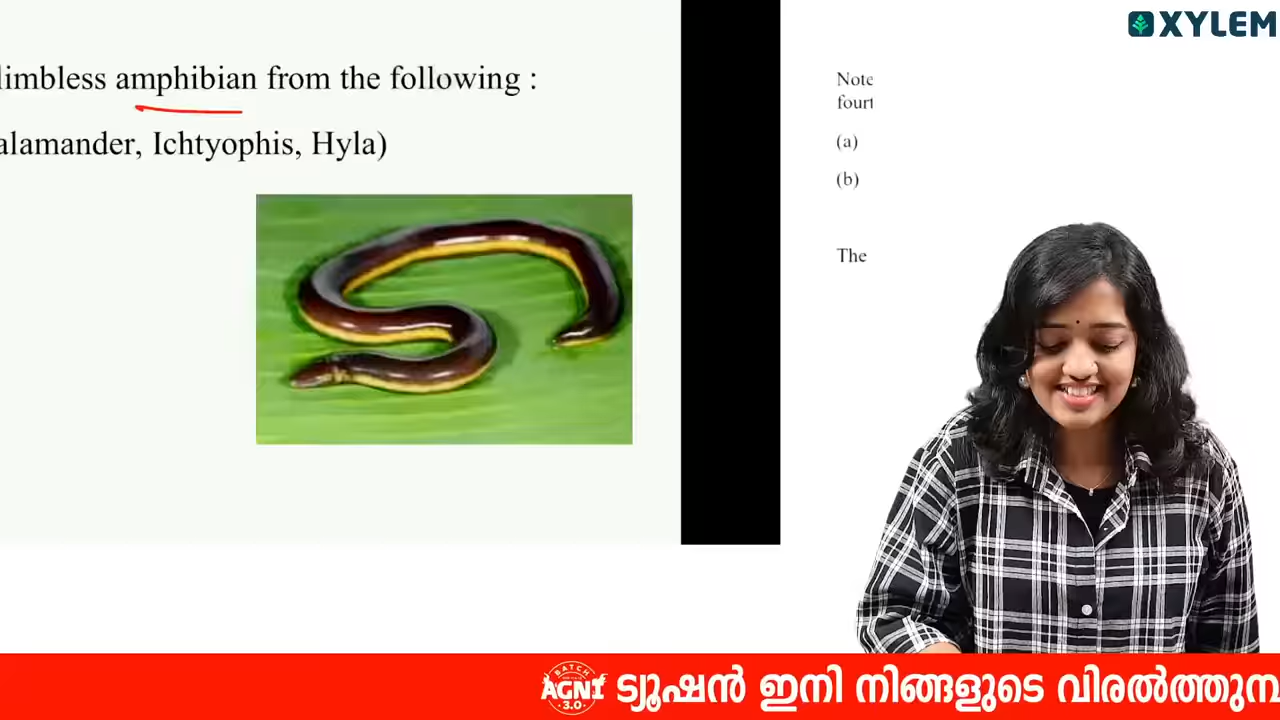 XYLEM
limbless amphibian from the following :
alamander, Ichtyophis, Hyla)
Note
fourt
(a)
(b)
The
BATCH
AGNI
3.0
ട്യൂഷൻ ഇനി നിങ്ങളുടെ വിരൽത്തുമ്പ